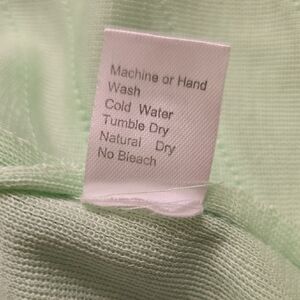 Machine or Hand
Wash
Cold Water
Tumble Dry
Natural Dry
No Bleach